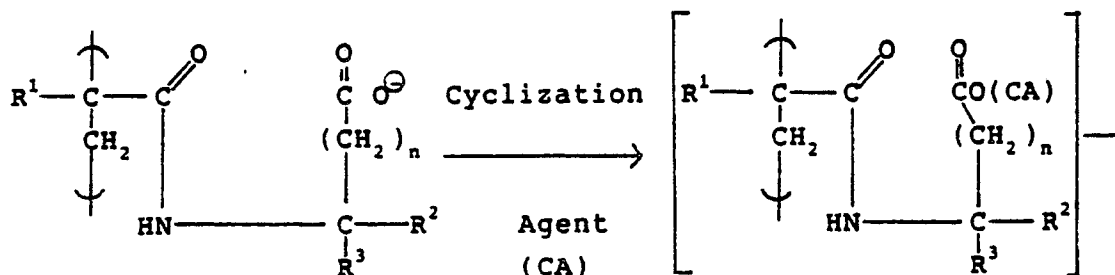 O O O O
R¹ C C C O⊖ Cyclization R¹ C C CO(CA)
CH₂ (CH₂)ₙ CH₂ (CH₂)ₙ
HN C R² Agent HN C R²
R³ (CA) R³